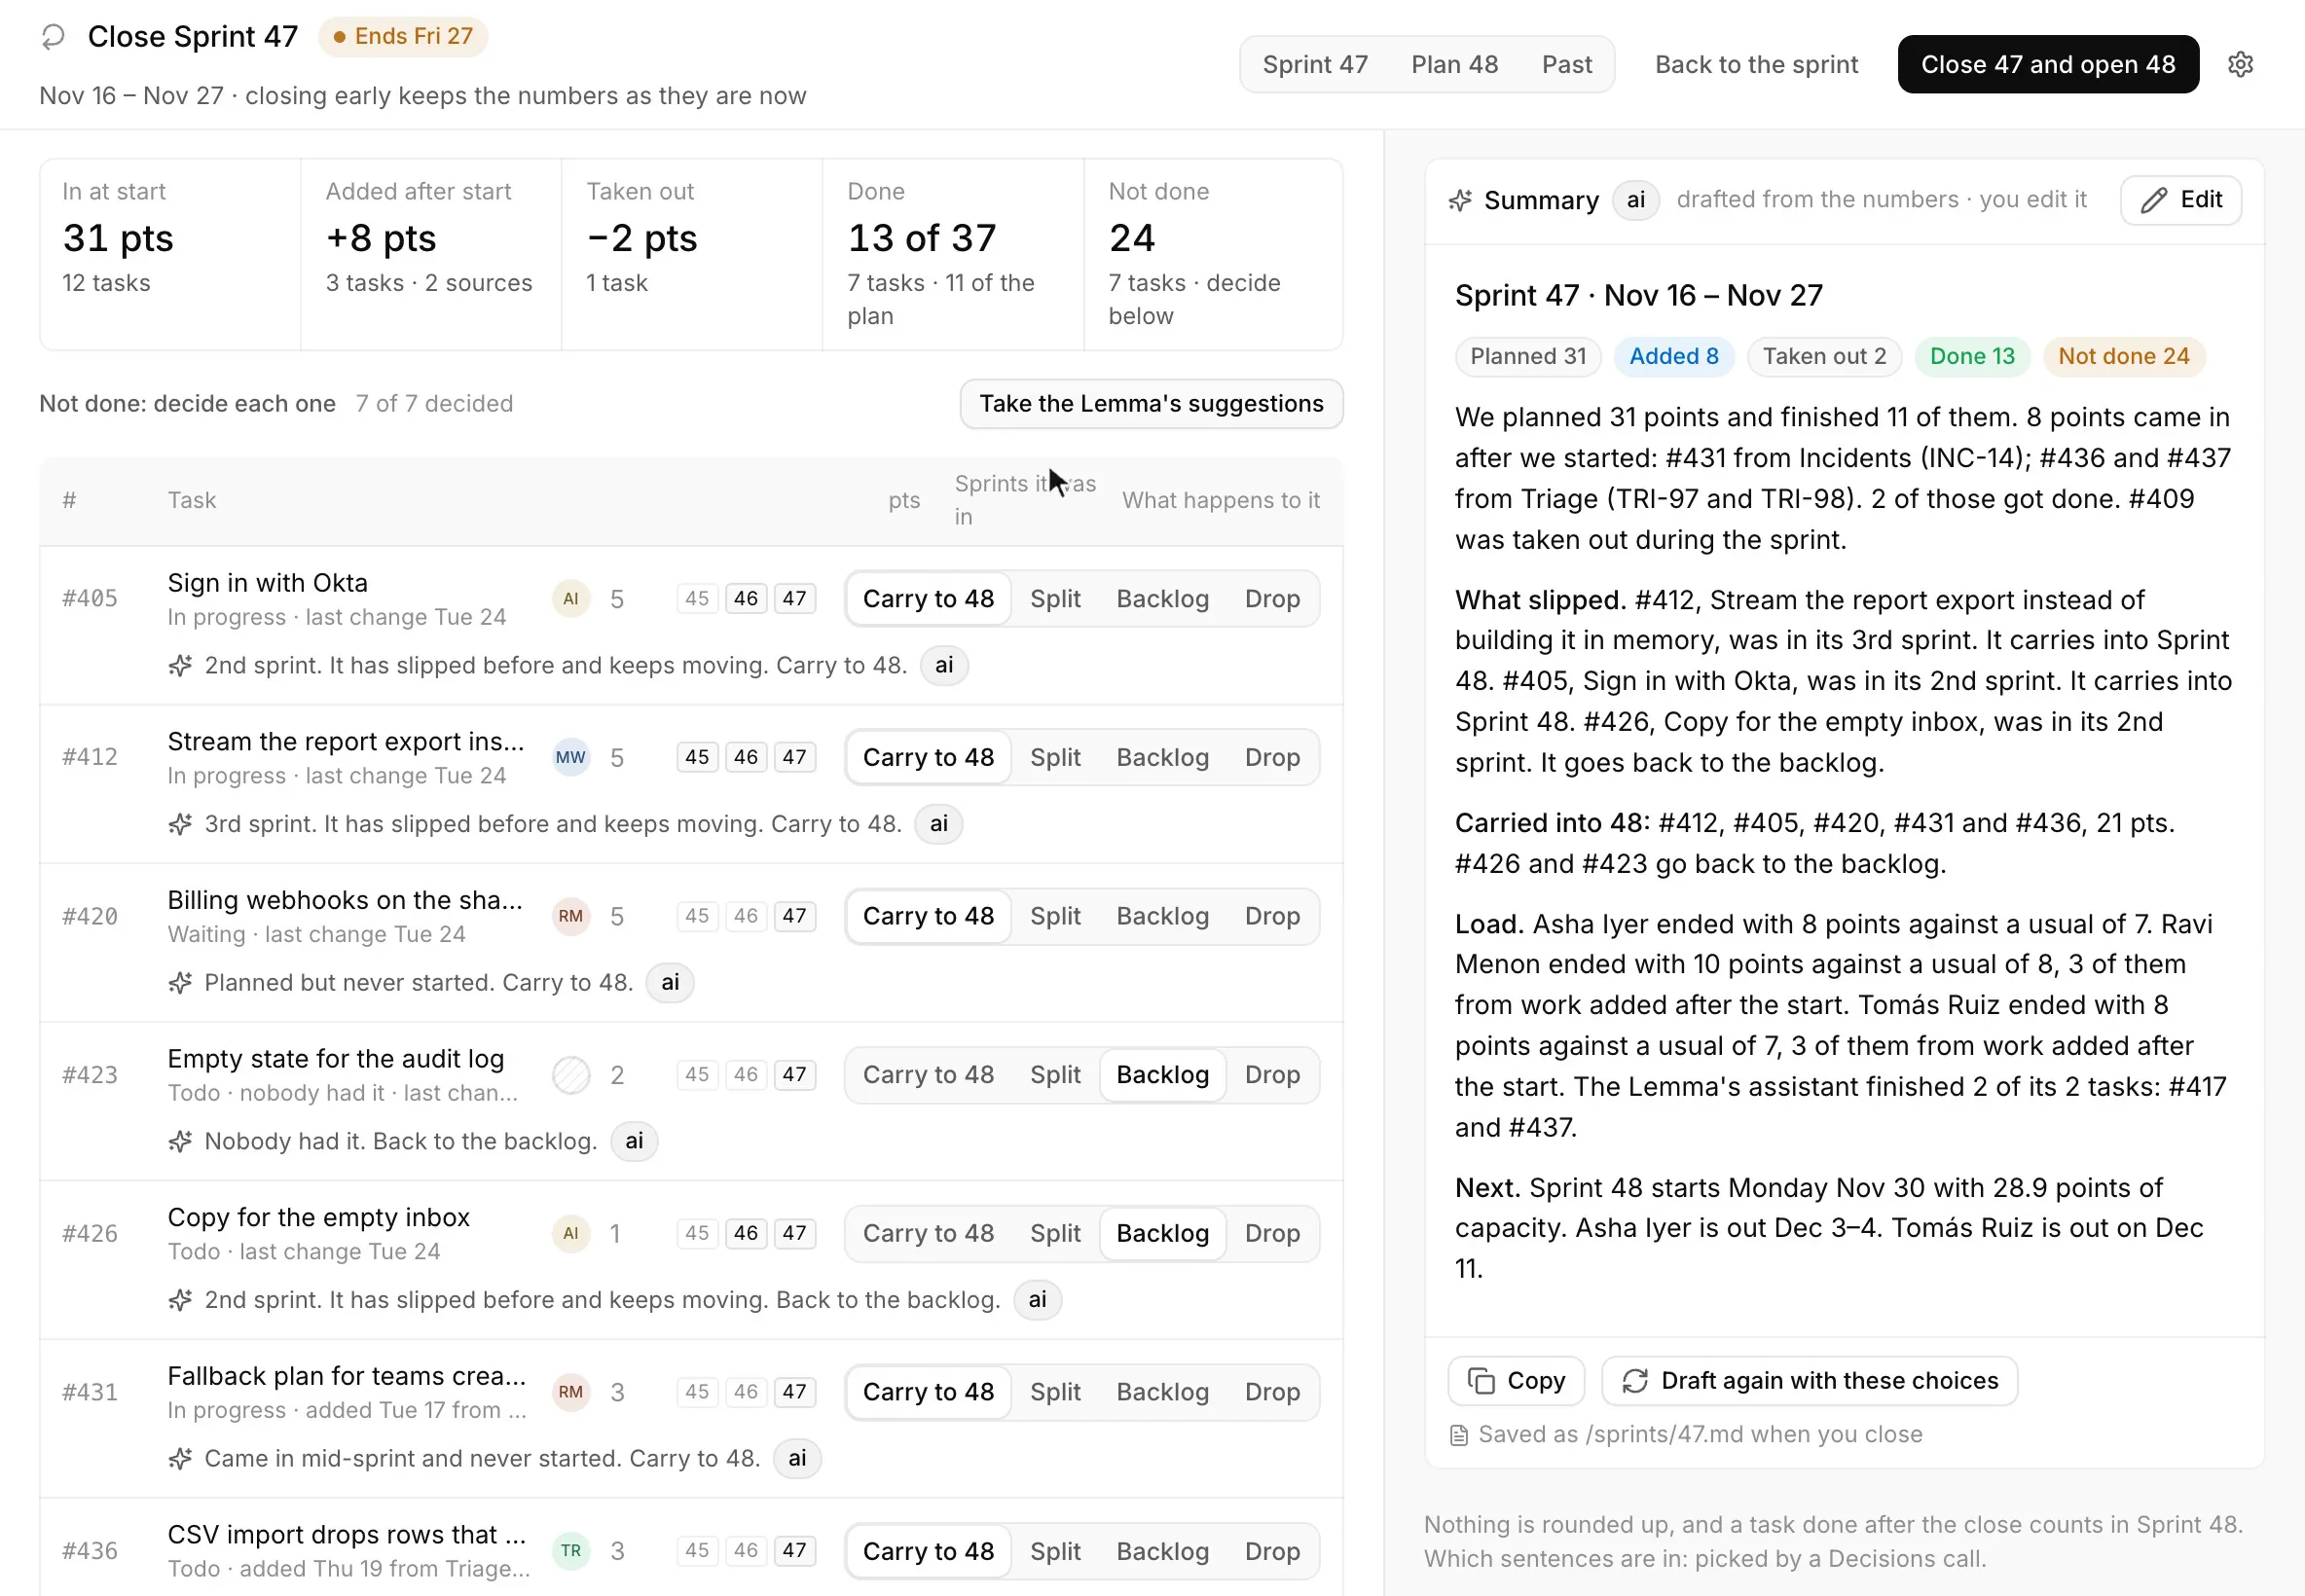 Close Sprint 47
Ends Fri 27
Nov 16 – Nov 27 · closing early keeps the numbers as they are now
Sprint 47
Plan 48
Past
Back to the sprint
Close 47 and open 48
In at start
31 pts
12 tasks
Added after start
+8 pts
3 tasks · 2 sources
Taken out
−2 pts
1 task
Done
13 of 37
7 tasks · 11 of the
plan
Not done
24
7 tasks · decide
below
Not done: decide each one
7 of 7 decided
Take the Lemma's suggestions
#
Task
pts
Sprints it
in
What happens to it
#405
Sign in with Okta
In progress · last change Tue 24
AI
5
45 46 47
Carry to 48 Split Backlog Drop
2nd sprint. It has slipped before and keeps moving. Carry to 48. ai
#412
Stream the report export ins...
In progress · last change Tue 24
MW
5
45 46 47
Carry to 48 Split Backlog Drop
3rd sprint. It has slipped before and keeps moving. Carry to 48. ai
#420
Billing webhooks on the sha...
Waiting · last change Tue 24
RM
5
45 46 47
Carry to 48 Split Backlog Drop
Planned but never started. Carry to 48. ai
#423
Empty state for the audit log
Todo · nobody had it · last chan...
2
45 46 47
Carry to 48 Split Backlog Drop
Nobody had it. Back to the backlog. ai
#426
Copy for the empty inbox
Todo · last change Tue 24
AI
1
45 46 47
Carry to 48 Split Backlog Drop
2nd sprint. It has slipped before and keeps moving. Back to the backlog. ai
#431
Fallback plan for teams crea...
In progress · added Tue 17 from ...
RM
3
45 46 47
Carry to 48 Split Backlog Drop
Came in mid-sprint and never started. Carry to 48. ai
#436
CSV import drops rows that ...
Todo · added Thu 19 from Triage...
TR
3
45 46 47
Carry to 48 Split Backlog Drop
Summary ai drafted from the numbers · you edit it
Edit
Sprint 47 · Nov 16 – Nov 27
Planned 31 Added 8 Taken out 2 Done 13 Not done 24
We planned 31 points and finished 11 of them. 8 points came in
after we started: #431 from Incidents (INC-14); #436 and #437
from Triage (TRI-97 and TRI-98). 2 of those got done. #409
was taken out during the sprint.
What slipped. #412, Stream the report export instead of
building it in memory, was in its 3rd sprint. It carries into Sprint
48. #405, Sign in with Okta, was in its 2nd sprint. It carries into
Sprint 48. #426, Copy for the empty inbox, was in its 2nd
sprint. It goes back to the backlog.
Carried into 48: #412, #405, #420, #431 and #436, 21 pts.
#426 and #423 go back to the backlog.
Load. Asha Iyer ended with 8 points against a usual of 7. Ravi
Menon ended with 10 points against a usual of 8, 3 of them
from work added after the start. Tomás Ruiz ended with 8
points against a usual of 7, 3 of them from work added after
the start. The Lemma's assistant finished 2 of its 2 tasks: #417
and #437.
Next. Sprint 48 starts Monday Nov 30 with 28.9 points of
capacity. Asha Iyer is out Dec 3–4. Tomás Ruiz is out on Dec
11.
Copy
Draft again with these choices
Saved as /sprints/47.md when you close
Nothing is rounded up, and a task done after the close counts in Sprint 48.
Which sentences are in: picked by a Decisions call.